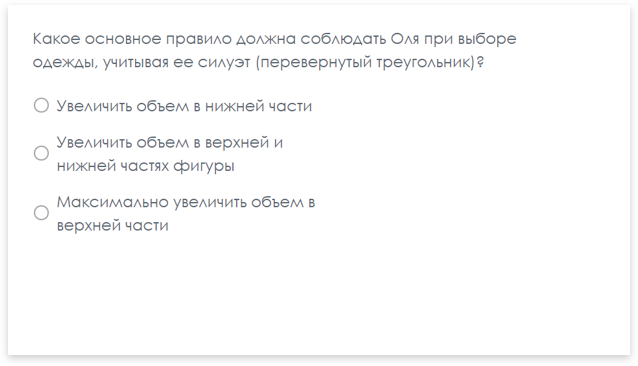 Какое основное правило должна соблюдать Оля при выборе
одежды, учитывая ее силуэт (перевернутый треугольник)?
Увеличить объем в нижней части
Увеличить объем в верхней и
нижней частях фигуры
Максимально увеличить объем в
верхней части